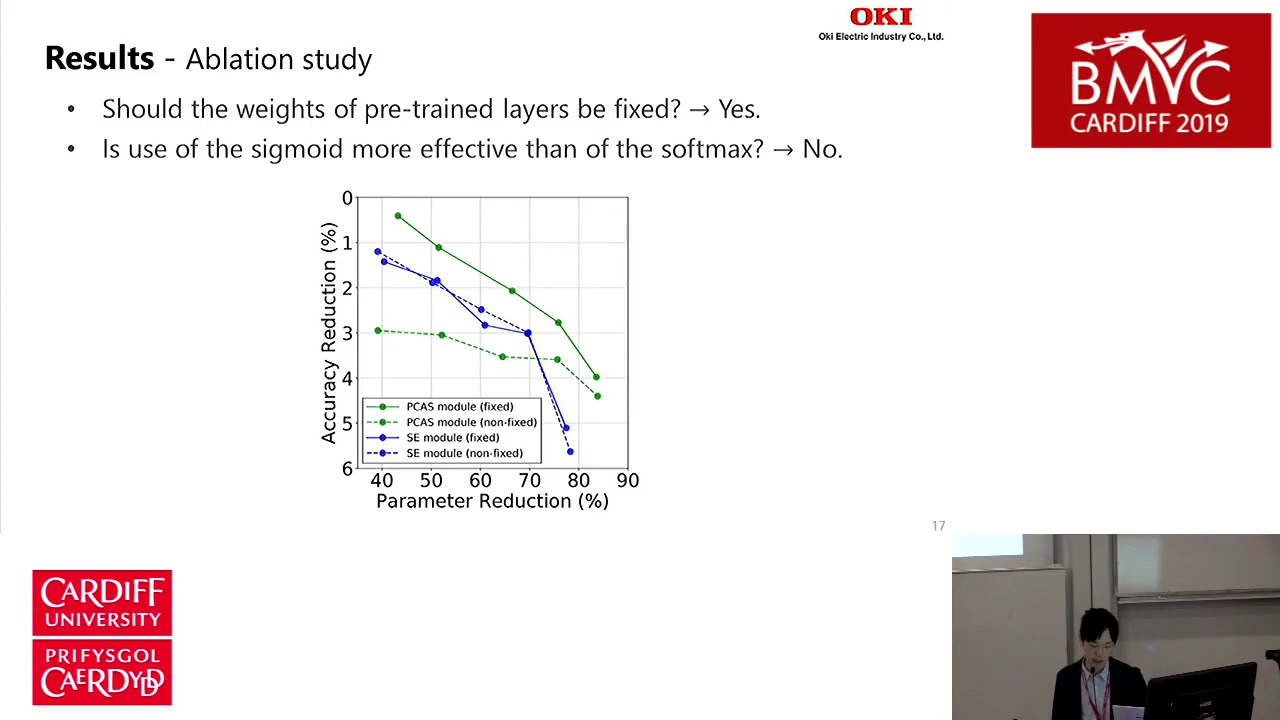 OKI
Oki Electric Industry Co., Ltd.
BMVC
CARDIFF 2019
Results - Ablation study
• Should the weights of pre-trained layers be fixed? → Yes.
• Is use of the sigmoid more effective than of the softmax? → No.
0
1
2
3
4
5
6
Accuracy Reduction (%)
PCAS module (fixed)
PCAS module (non-fixed)
SE module (fixed)
SE module (non-fixed)
40 50 60 70 80 90
Parameter Reduction (%)
17
CARDIFF
UNIVERSITY
PRIFYSGOL
CAERDYDD